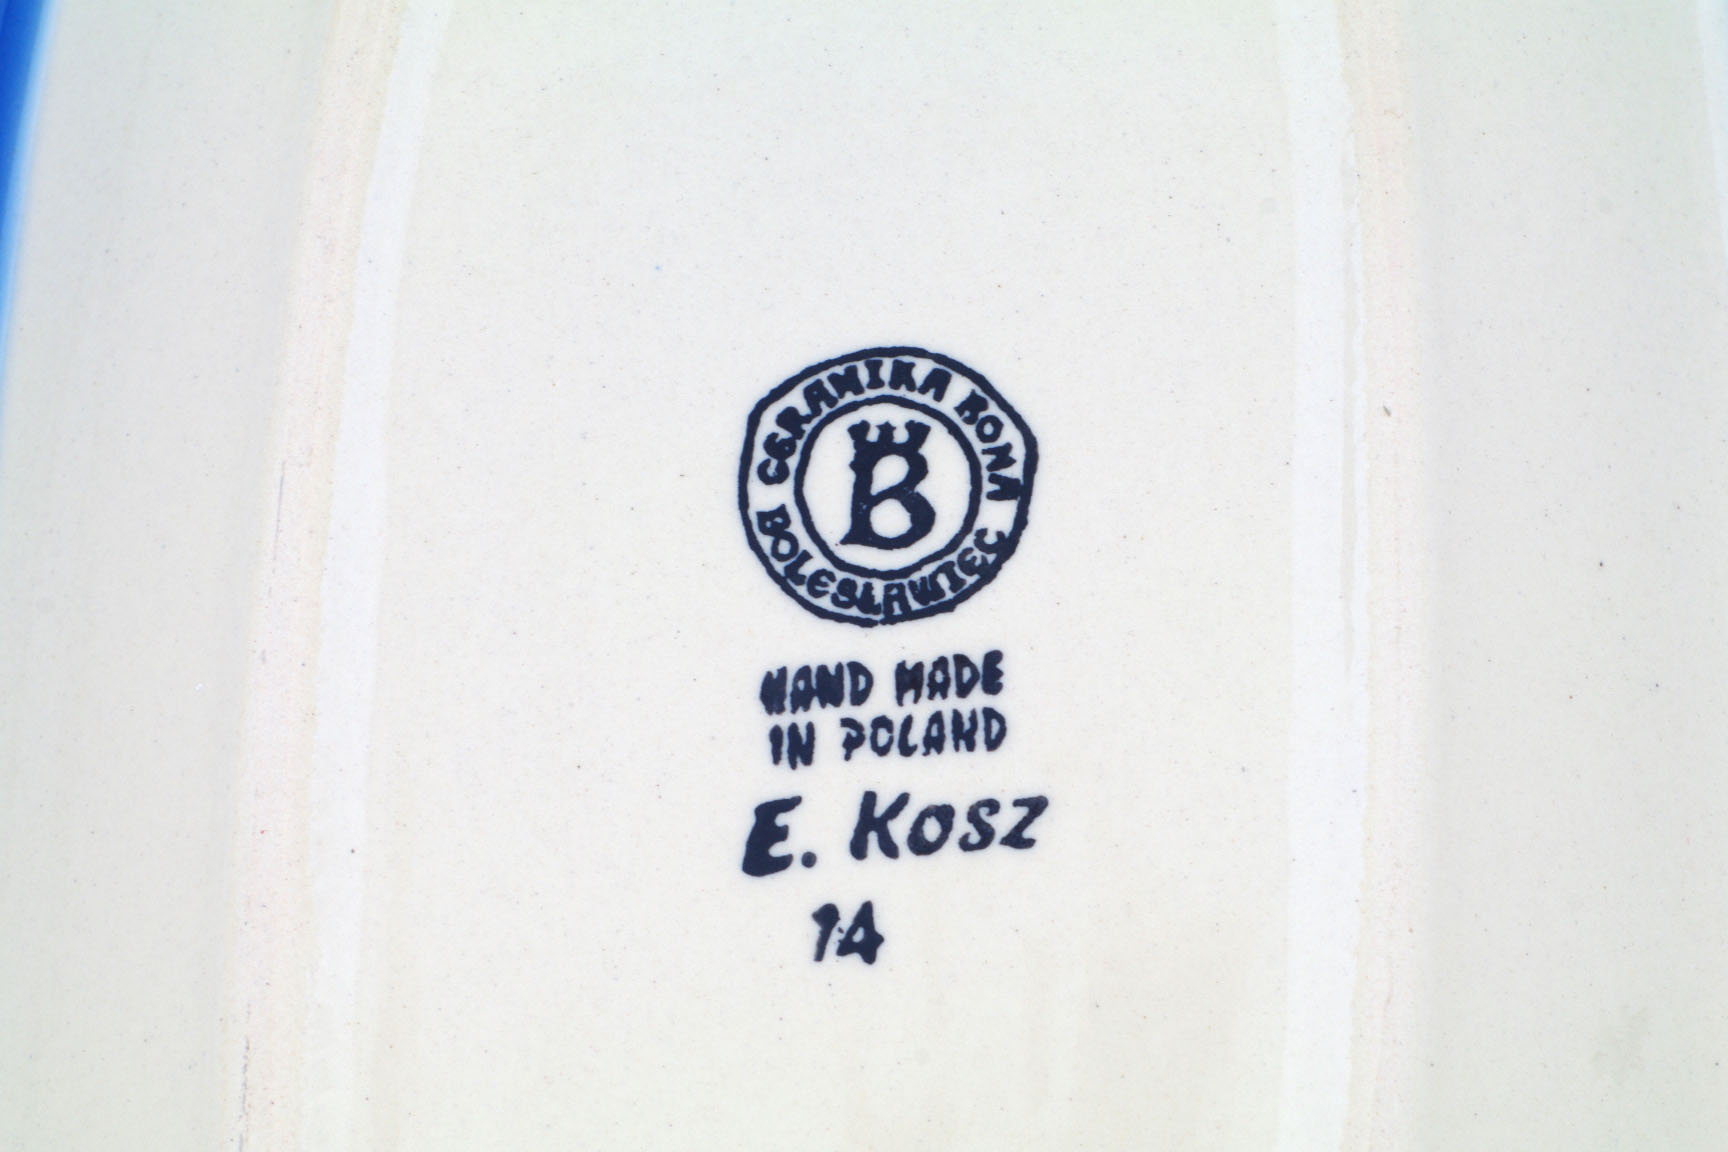 CERAMIKA BONA
B
BOLESŁAWIEC
HAND MADE
IN POLAND
E. KOSZ
14